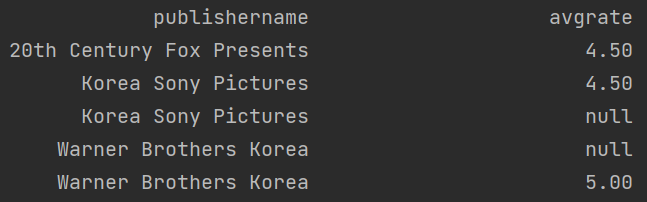 publishername avgrate
20th Century Fox Presents 4.50
Korea Sony Pictures 4.50
Korea Sony Pictures null
Warner Brothers Korea null
Warner Brothers Korea 5.00